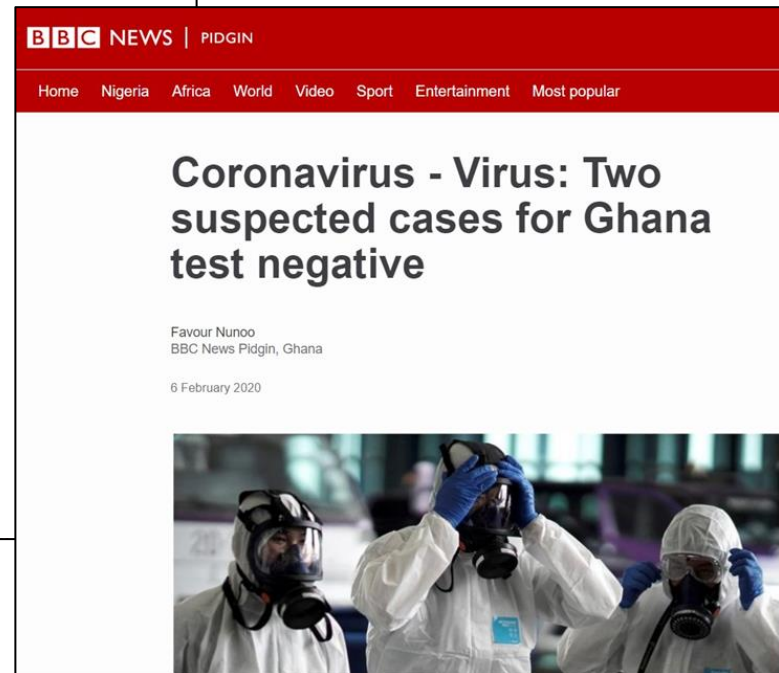 BBC NEWS | PIDGIN
Home Nigeria Africa World Video Sport Entertainment Most popular
Coronavirus - Virus: Two
suspected cases for Ghana
test negative
Favour Nunoo
BBC News Pidgin, Ghana
6 February 2020